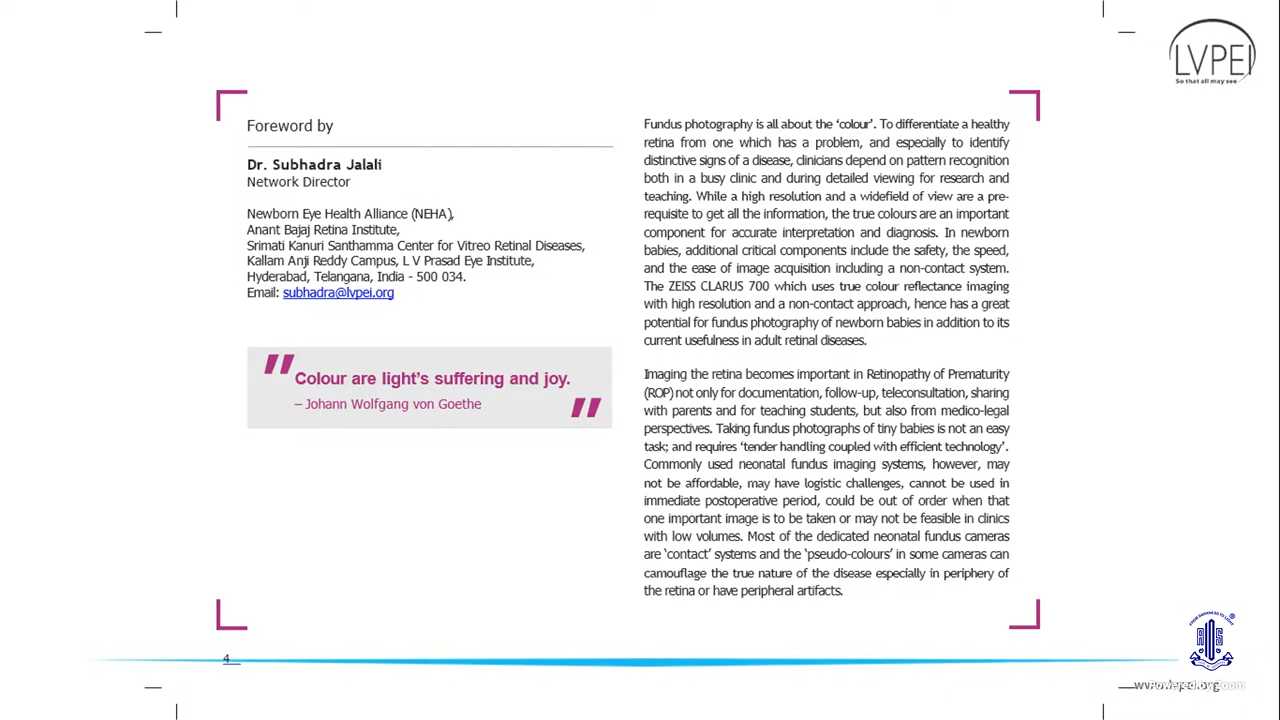 LVPEI
So that all may see
Foreword by
Dr. Subhadra Jalali
Network Director
Newborn Eye Health Alliance (NEHA),
Anant Bajaj Retina Institute,
Srimati Kanuri Santhamma Center for Vitreo Retinal Diseases,
Kallam Anji Reddy Campus, L V Prasad Eye Institute,
Hyderabad, Telangana, India - 500 034.
Email: subhadra@lvpei.org
"Colour are light's suffering and joy."
– Johann Wolfgang von Goethe
Fundus photography is all about the 'colour'. To differentiate a healthy
retina from one which has a problem, and especially to identify
distinctive signs of a disease, clinicians depend on pattern recognition
both in a busy clinic and during detailed viewing for research and
teaching. While a high resolution and a widefield of view are a pre-
requisite to get all the information, the true colours are an important
component for accurate interpretation and diagnosis. In newborn
babies, additional critical components include the safety, the speed,
and the ease of image acquisition including a non-contact system.
The ZEISS CLARUS 700 which uses true colour reflectance imaging
with high resolution and a non-contact approach, hence has a great
potential for fundus photography of newborn babies in addition to its
current usefulness in adult retinal diseases.
Imaging the retina becomes important in Retinopathy of Prematurity
(ROP) not only for documentation, follow-up, teleconsultation, sharing
with parents and for teaching students, but also from medico-legal
perspectives. Taking fundus photographs of tiny babies is not an easy
task; and requires 'tender handling coupled with efficient technology'.
Commonly used neonatal fundus imaging systems, however, may
not be affordable, may have logistic challenges, cannot be used in
immediate postoperative period, could be out of order when that
one important image is to be taken or may not be feasible in clinics
with low volumes. Most of the dedicated neonatal fundus cameras
are 'contact' systems and the 'pseudo-colours' in some cameras can
camouflage the true nature of the disease especially in periphery of
the retina or have peripheral artifacts.
4
Powered by Zoom